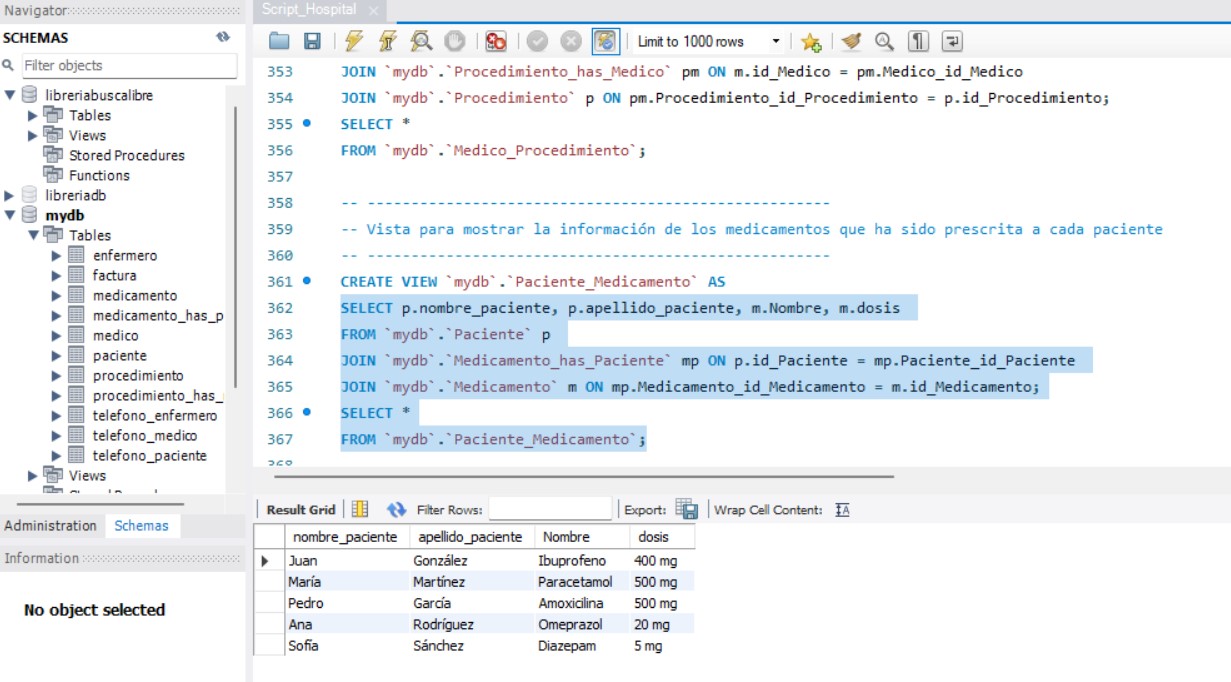 Navigator
SCHEMAS
Filter objects
libreriabuscalibre
Tables
Views
Stored Procedures
Functions
libreriadb
mydb
Tables
enfermero
factura
medicamento
medicamento_has_p
medico
paciente
procedimiento
procedimiento_has_
telefono_enfermero
telefono_medico
telefono_paciente
Views
Administration Schemas
Information
No object selected
Script_Hospital
Limit to 1000 rows
353 JOIN `mydb`.`Procedimiento_has_Medico` pm ON m.id_Medico = pm.Medico_id_Medico
354 JOIN `mydb`.`Procedimiento` p ON pm.Procedimiento_id_Procedimiento = p.id_Procedimiento;
355 SELECT *
356 FROM `mydb`.`Medico_Procedimiento`;
357
358 -- -----------------------------------------------------
359 -- Vista para mostrar la información de los medicamentos que ha sido prescrita a cada paciente
360 -- -----------------------------------------------------
361 CREATE VIEW `mydb`.`Paciente_Medicamento` AS
362 SELECT p.nombre_paciente, p.apellido_paciente, m.Nombre, m.dosis
363 FROM `mydb`.`Paciente` p
364 JOIN `mydb`.`Medicamento_has_Paciente` mp ON p.id_Paciente = mp.Paciente_id_Paciente
365 JOIN `mydb`.`Medicamento` m ON mp.Medicamento_id_Medicamento = m.id_Medicamento;
366 SELECT *
367 FROM `mydb`.`Paciente_Medicamento`;
Result Grid Filter Rows: Export: Wrap Cell Content:
nombre_paciente apellido_paciente Nombre dosis
Juan González Ibuprofeno 400 mg
María Martínez Paracetamol 500 mg
Pedro García Amoxicilina 500 mg
Ana Rodríguez Omeprazol 20 mg
Sofía Sánchez Diazepam 5 mg